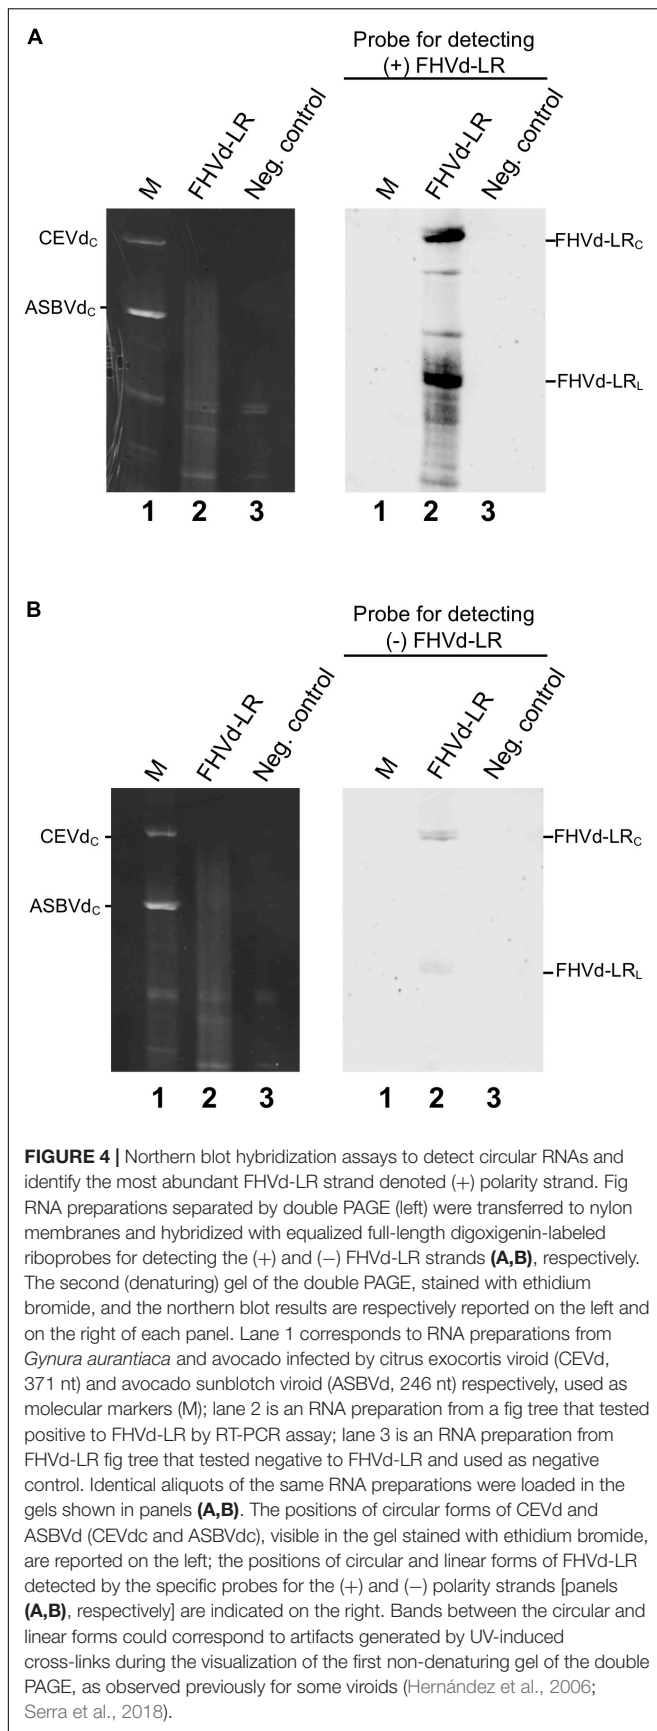 A
Probe for detecting
(+) FHVd-LR
M
FHVd-LR
Neg. control
M
FHVd-LR
Neg. control
CEVdC
ASBVdC
FHVd-LRC
FHVd-LRL
1 2 3
1 2 3
B
Probe for detecting
(-) FHVd-LR
M
FHVd-LR
Neg. control
M
FHVd-LR
Neg. control
CEVdC
ASBVdC
FHVd-LRC
FHVd-LRL
1 2 3
1 2 3
FIGURE 4 | Northern blot hybridization assays to detect circular RNAs and
identify the most abundant FHVd-LR strand denoted (+) polarity strand. Fig
RNA preparations separated by double PAGE (left) were transferred to nylon
membranes and hybridized with equalized full-length digoxigenin-labeled
riboprobes for detecting the (+) and (−) FHVd-LR strands (A,B), respectively.
The second (denaturing) gel of the double PAGE, stained with ethidium
bromide, and the northern blot results are respectively reported on the left and
on the right of each panel. Lane 1 corresponds to RNA preparations from
Gynura aurantiaca and avocado infected by citrus exocortis viroid (CEVd,
371 nt) and avocado sunblotch viroid (ASBVd, 246 nt) respectively, used as
molecular markers (M); lane 2 is an RNA preparation from a fig tree that tested
positive to FHVd-LR by RT-PCR assay; lane 3 is an RNA preparation from
FHVd-LR fig tree that tested negative to FHVd-LR and used as negative
control. Identical aliquots of the same RNA preparations were loaded in the
gels shown in panels (A,B). The positions of circular forms of CEVd and
ASBVd (CEVdc and ASBVdc), visible in the gel stained with ethidium bromide,
are reported on the left; the positions of circular and linear forms of FHVd-LR
detected by the specific probes for the (+) and (−) polarity strands [panels
(A,B), respectively] are indicated on the right. Bands between the circular and
linear forms could correspond to artifacts generated by UV-induced
cross-links during the visualization of the first non-denaturing gel of the double
PAGE, as observed previously for some viroids (Hernández et al., 2006;
Serra et al., 2018).